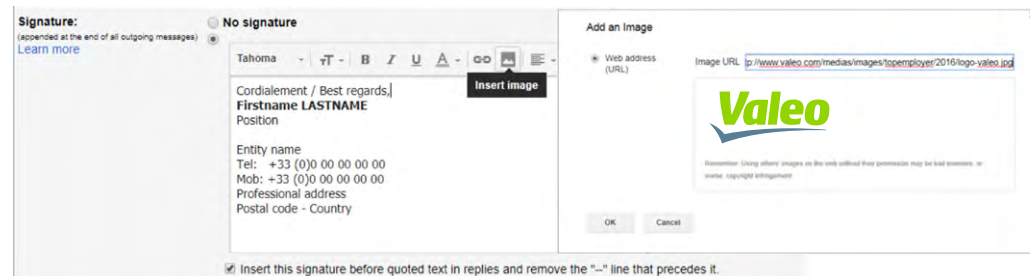 Signature:
(appended at the end of all outgoing messages)
Learn more
No signature
Tahoma
B I U A
Insert image
Cordialement / Best regards,
Firstname LASTNAME
Position
Entity name
Tel: +33 (0)0 00 00 00 00
Mob: +33 (0)0 00 00 00 00
Professional address
Postal code - Country
Insert this signature before quoted text in replies and remove the "--" line that precedes it.
Add an Image
Web address
(URL)
Image URL tp://www.valeo.com/medias/images/topemployer/2016/logo-valeo.jpg
Valeo
Remember: Using others' images on the web without their permission may be bad manners, or
worse, copyright infringement.
OK Cancel